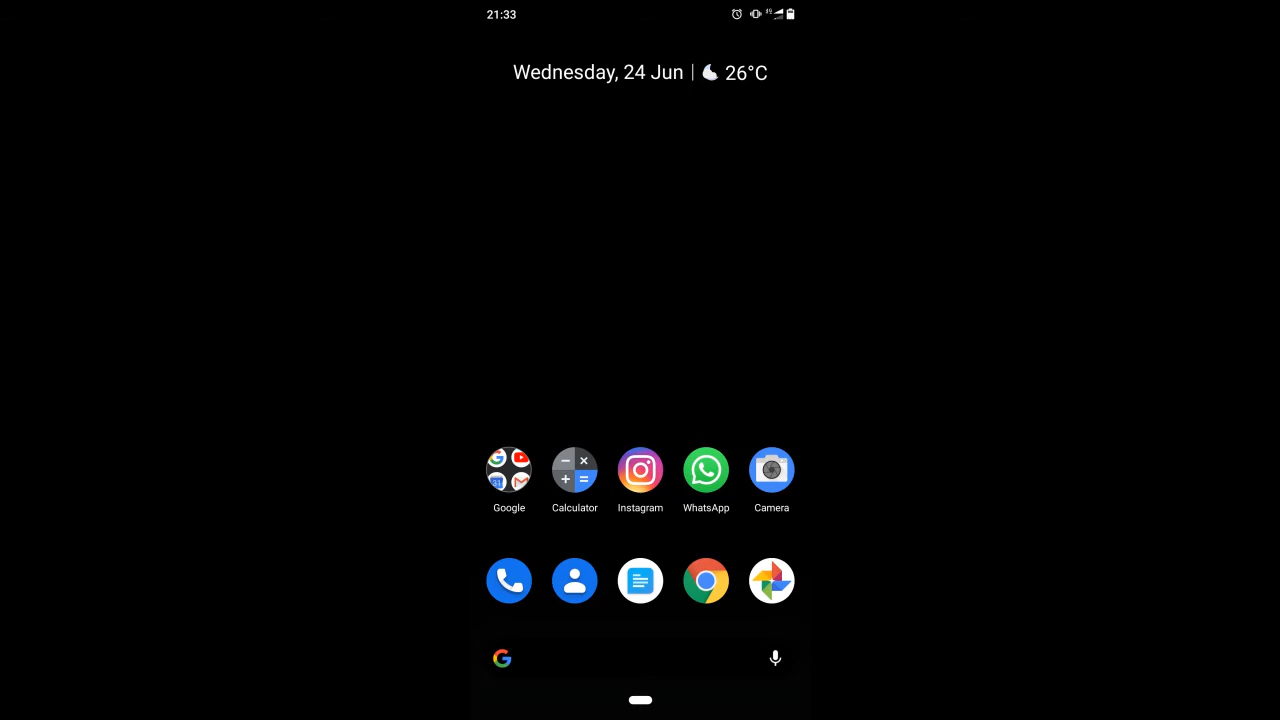 21:33
Wednesday, 24 Jun | 26°C
Google
Calculator
Instagram
WhatsApp
Camera